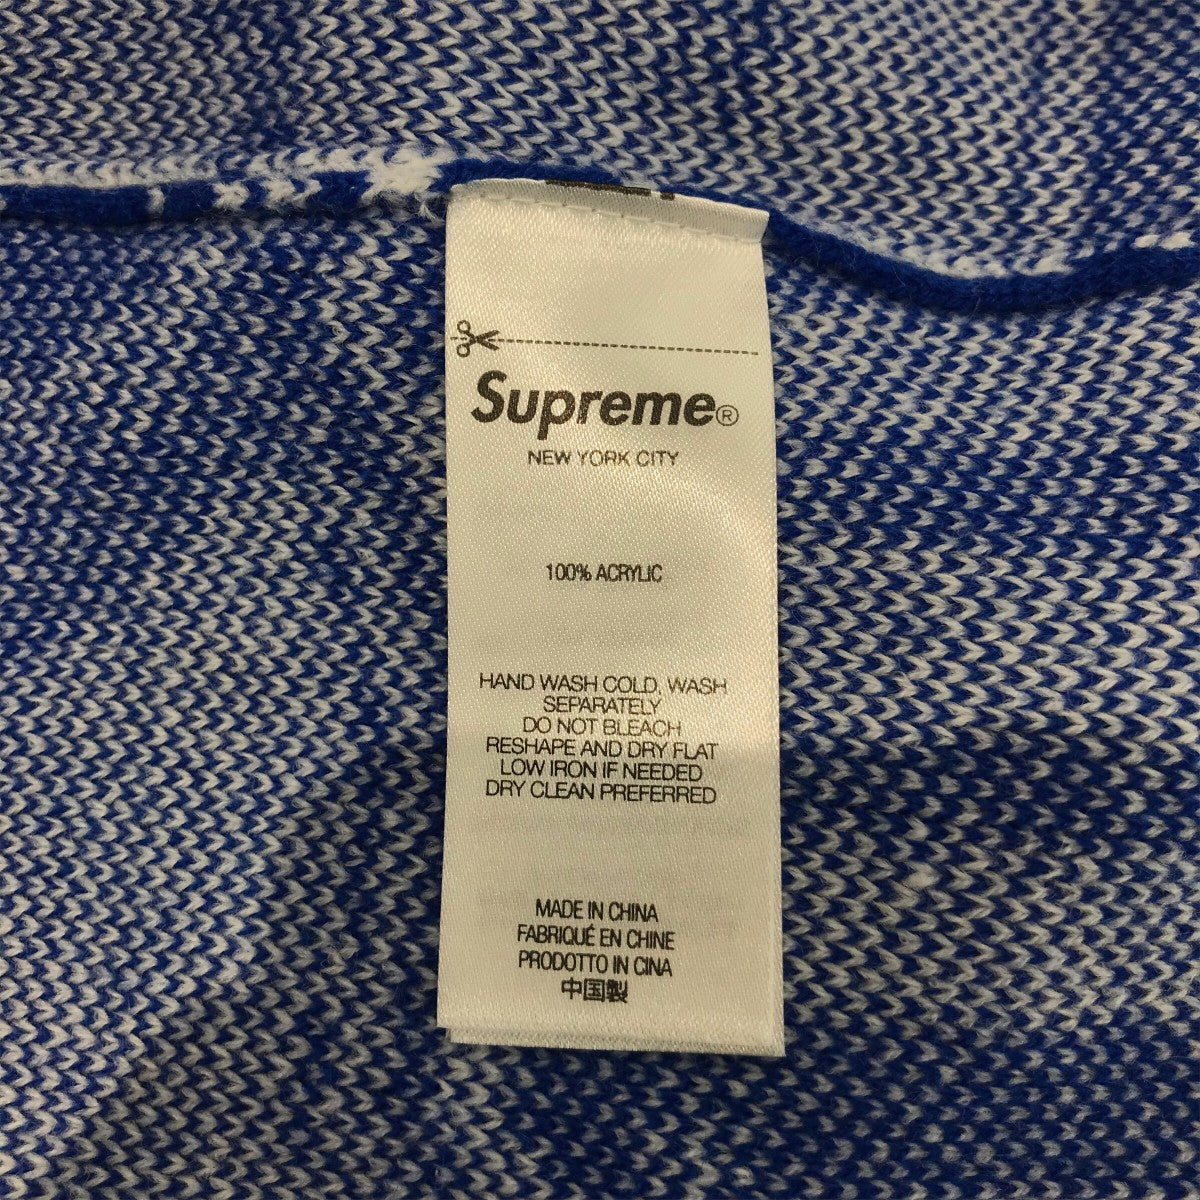 Supreme®
NEW YORK CITY
100% ACRYLIC
HAND WASH COLD, WASH
SEPARATELY
DO NOT BLEACH
RESHAPE AND DRY FLAT
LOW IRON IF NEEDED
DRY CLEAN PREFERRED
MADE IN CHINA
FABRIQUÉ EN CHINE
PRODOTTO IN CINA
中国製